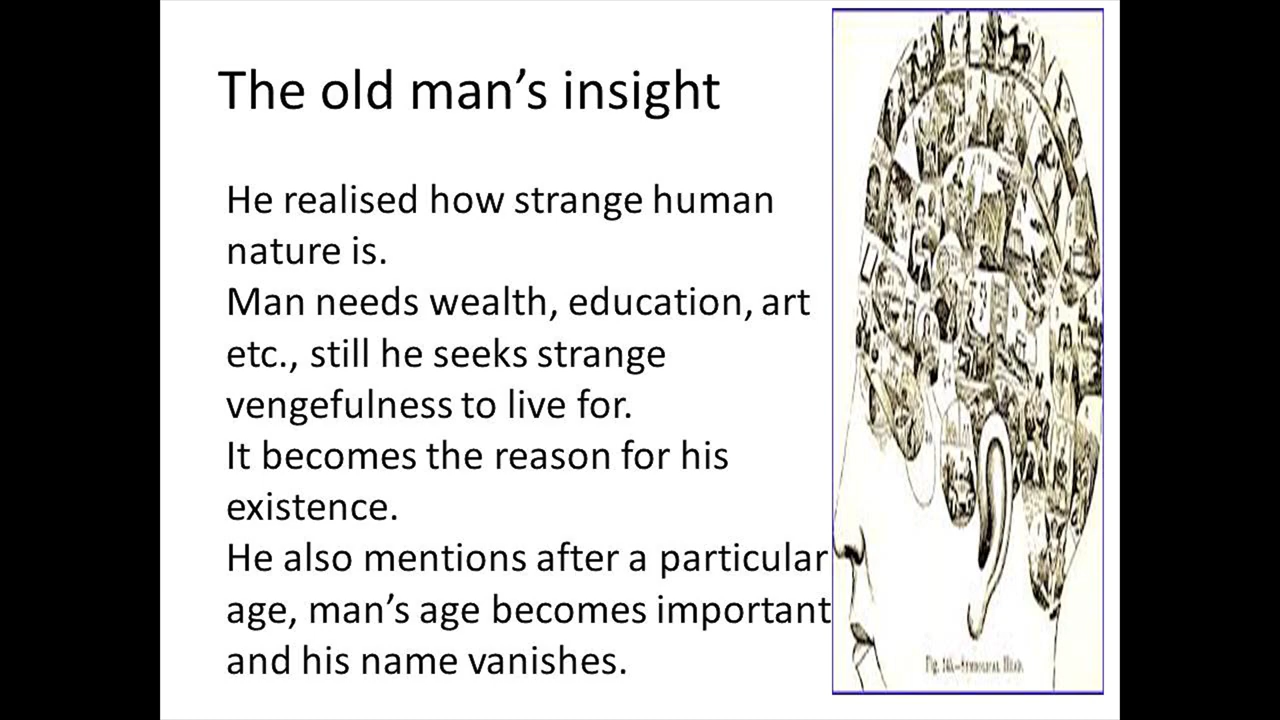 The old man’s insight
He realised how strange human
nature is.
Man needs wealth, education, art
etc., still he seeks strange
vengefulness to live for.
It becomes the reason for his
existence.
He also mentions after a particular
age, man’s age becomes important
and his name vanishes.
Fig.